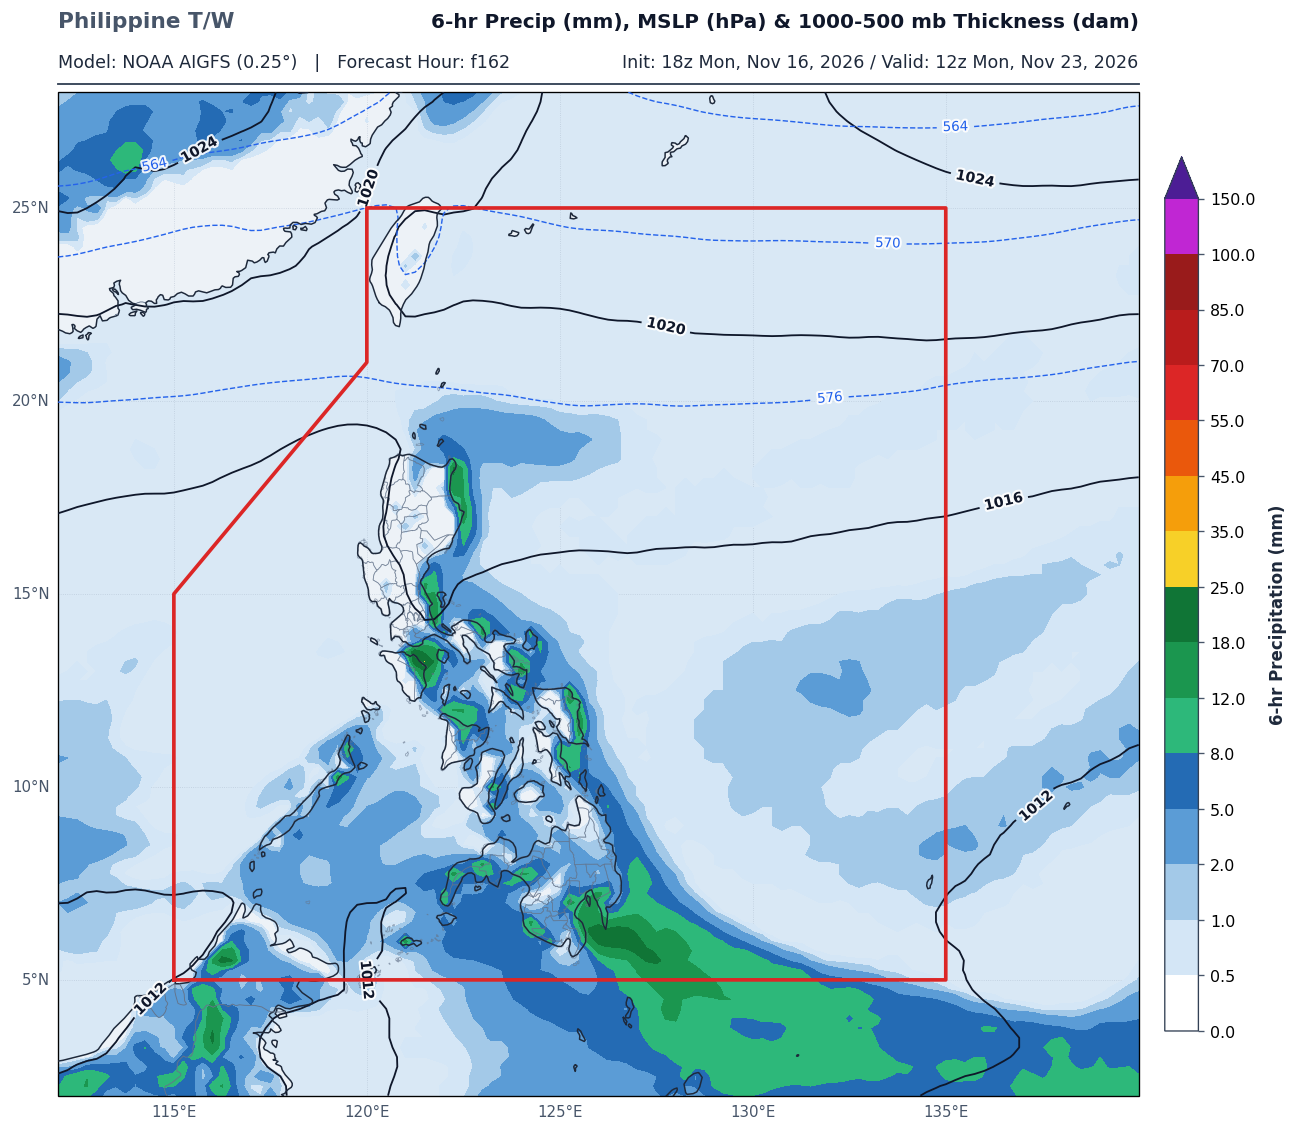 Philippine T/W
6-hr Precip (mm), MSLP (hPa) & 1000-500 mb Thickness (dam)
Model: NOAA AIGFS (0.25°) | Forecast Hour: f162
Init: 18z Mon, Nov 16, 2026 / Valid: 12z Mon, Nov 23, 2026
564
1024
564
1020
1024
570
1020
576
1016
1012
1012
1012
25°N
20°N
15°N
10°N
5°N
115°E
120°E
125°E
130°E
135°E
150.0
100.0
85.0
70.0
55.0
45.0
35.0
25.0
18.0
12.0
8.0
5.0
2.0
1.0
0.5
0.0
6-hr Precipitation (mm)